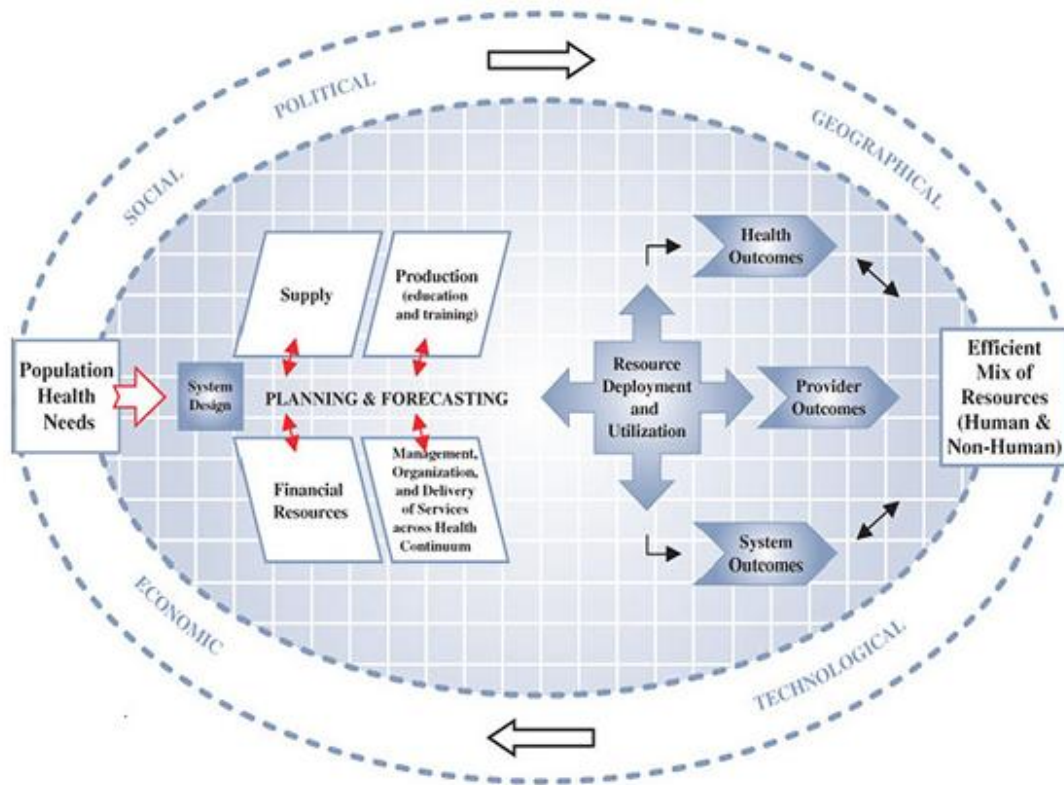 POLITICAL
GEOGRAPHICAL
SOCIAL
Population
Health
Needs
System
Design
Supply
Production
(education
and training)
PLANNING & FORECASTING
Financial
Resources
Management,
Organization,
and Delivery
of Services
across Health
Continuum
Resource
Deployment
and
Utilization
Health
Outcomes
Provider
Outcomes
System
Outcomes
Efficient
Mix of
Resources
(Human &
Non-Human)
ECONOMIC
TECHNOLOGICAL